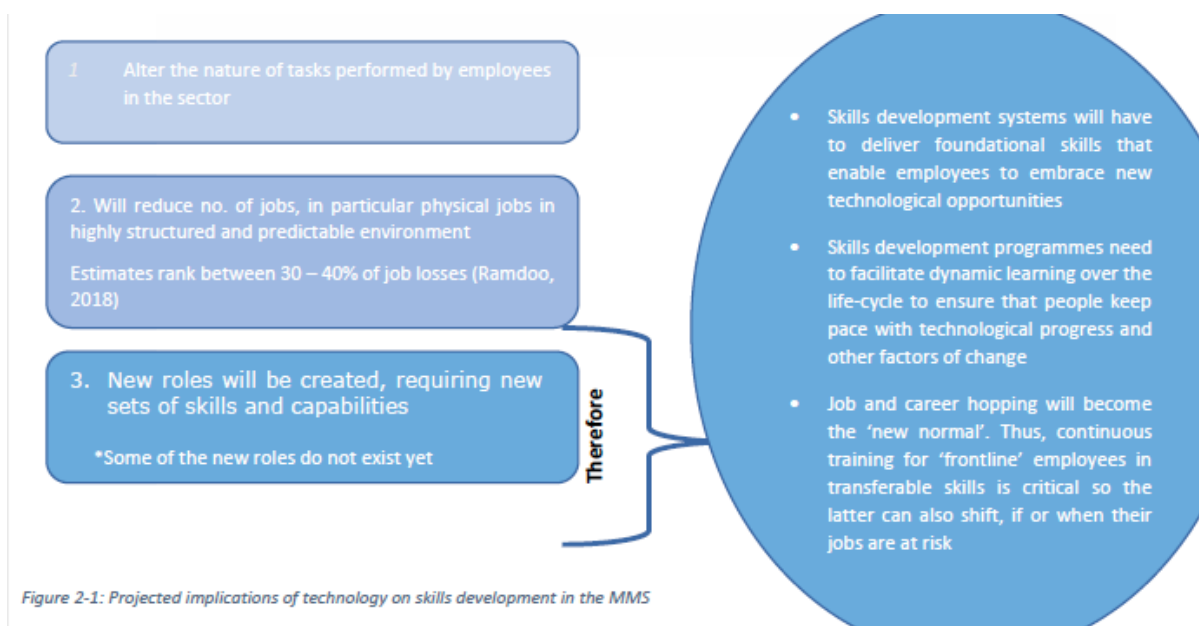 1 Alter the nature of tasks performed by employees
in the sector
2. Will reduce no. of jobs, in particular physical jobs in
highly structured and predictable environment
Estimates rank between 30 – 40% of job losses (Ramdoo,
2018)
3. New roles will be created, requiring new
sets of skills and capabilities
*Some of the new roles do not exist yet
Therefore
• Skills development systems will have
to deliver foundational skills that
enable employees to embrace new
technological opportunities
• Skills development programmes need
to facilitate dynamic learning over the
life-cycle to ensure that people keep
pace with technological progress and
other factors of change
• Job and career hopping will become
the ‘new normal’. Thus, continuous
training for ‘frontline’ employees in
transferable skills is critical so the
latter can also shift, if or when their
jobs are at risk
Figure 2-1: Projected implications of technology on skills development in the MMS